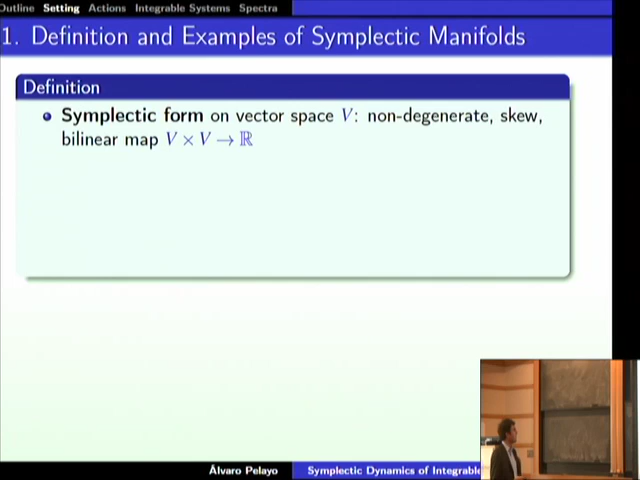 Outline Setting Actions Integrable Systems Spectra
1. Definition and Examples of Symplectic Manifolds
Definition
Symplectic form on vector space V: non-degenerate, skew,
bilinear map V × V → ℝ
Álvaro Pelayo Symplectic Dynamics of Integrable